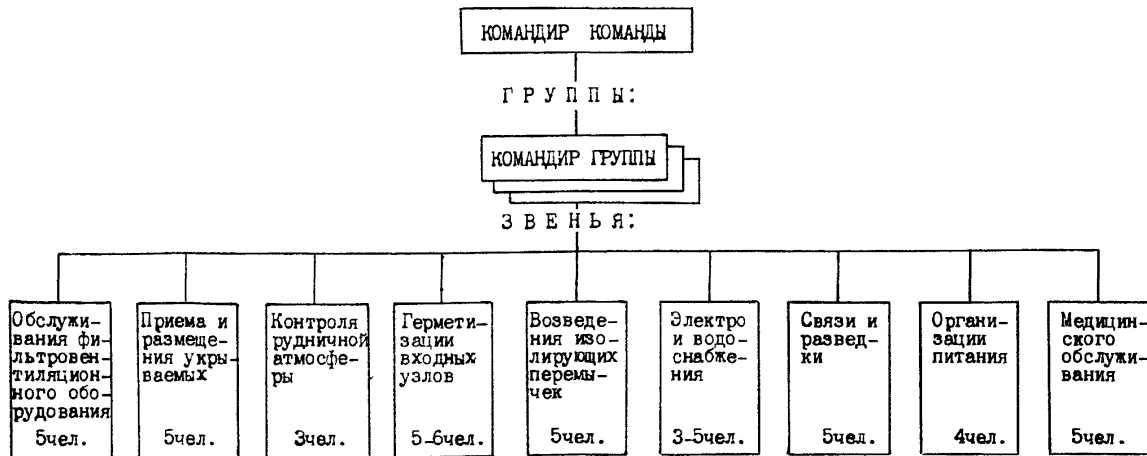 КОМАНДИР КОМАНДЫ
ГРУППЫ:
КОМАНДИР ГРУППЫ
ЗВЕНЬЯ:
Обслужи-
вания фи-
льтровен-
тиляцион-
ного обо-
рудования
5чел.
Приема и
размеще-
ния укры-
ваемых
5чел.
Контроля
рудничной
атмосфе-
ры
3чел.
Гермети-
зации
входных
узлов
5-6чел.
Возведе-
ния изо-
лирующих
перемы-
чек
5чел.
Электро
и водо-
снабже-
ния
3-5чел.
Связи и
развед-
ки
5чел.
Органи-
зации
питания
4чел.
Медицин-
ского
обслужи-
вания
5чел.